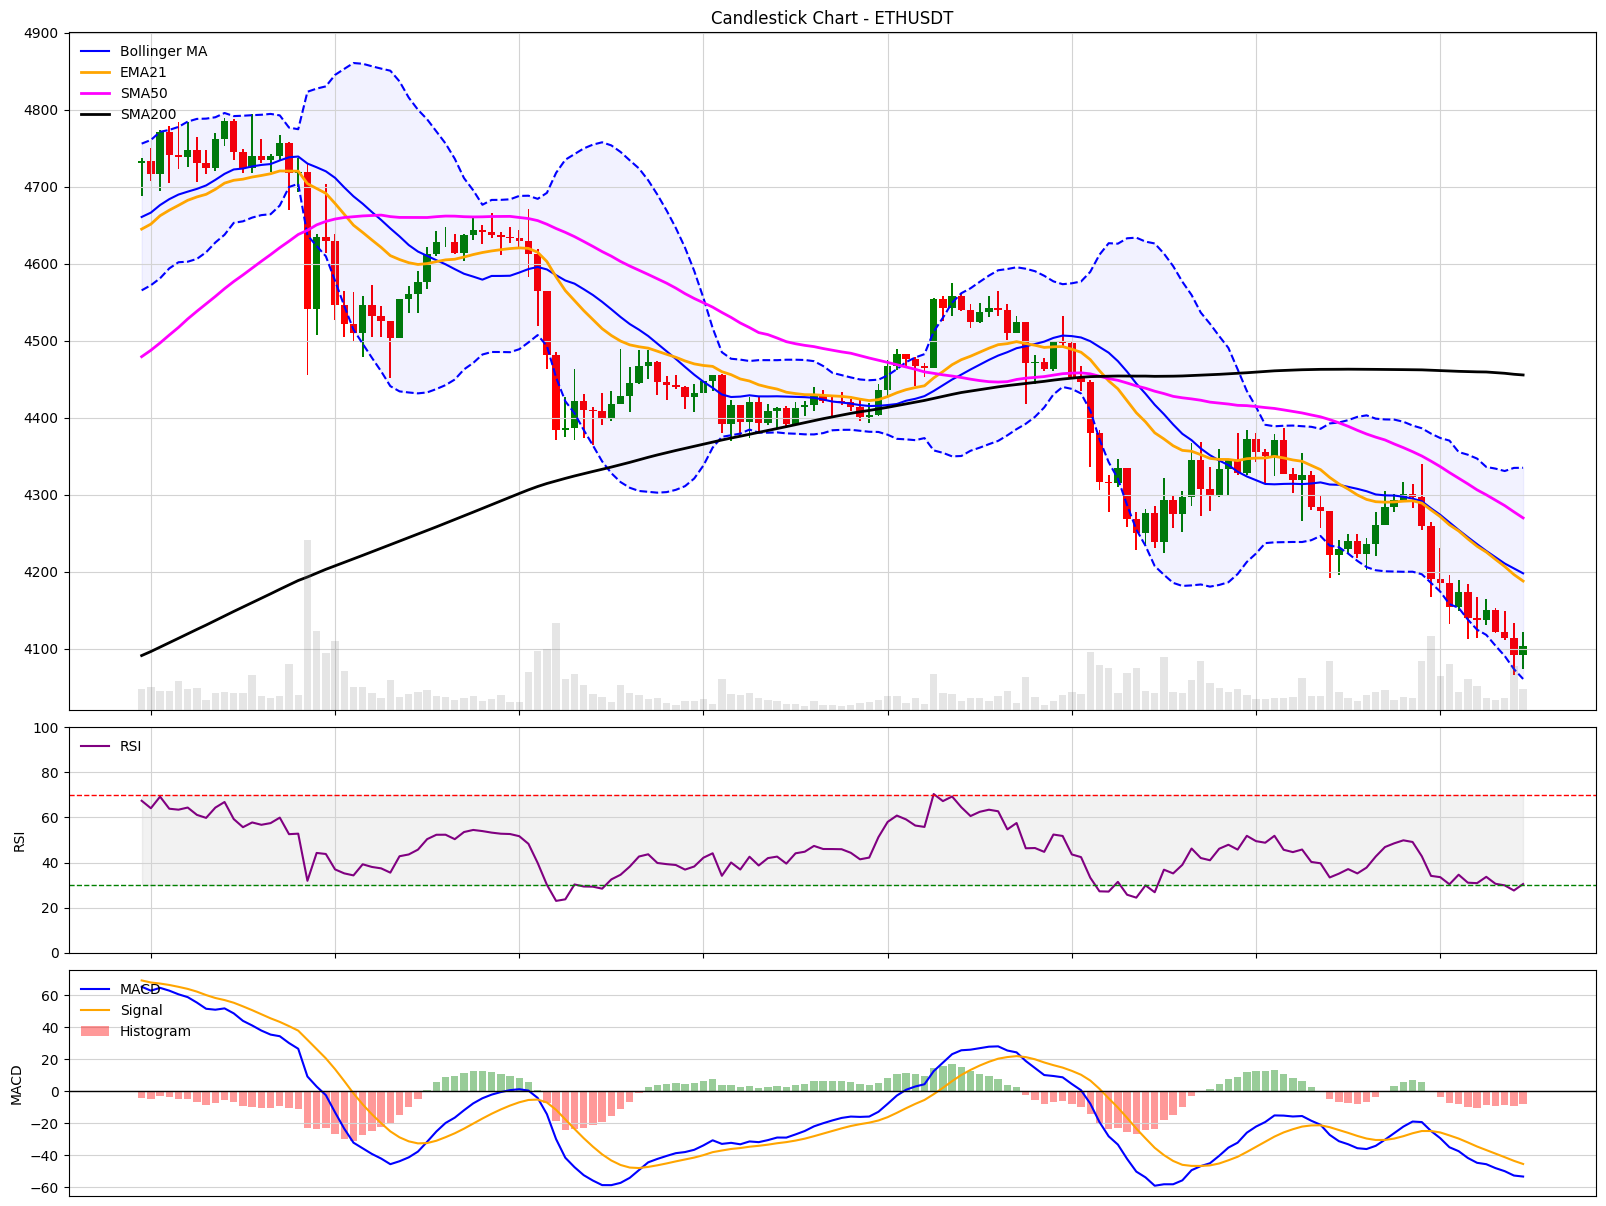 Candlestick Chart - ETHUSDT
4900
4800
4700
4600
4500
4400
4300
4200
4100
Bollinger MA
EMA21
SMA50
SMA200
100
80
60
40
20
0
RSI
RSI
60
40
20
0
−20
−40
−60
MACD
MACD
Signal
Histogram